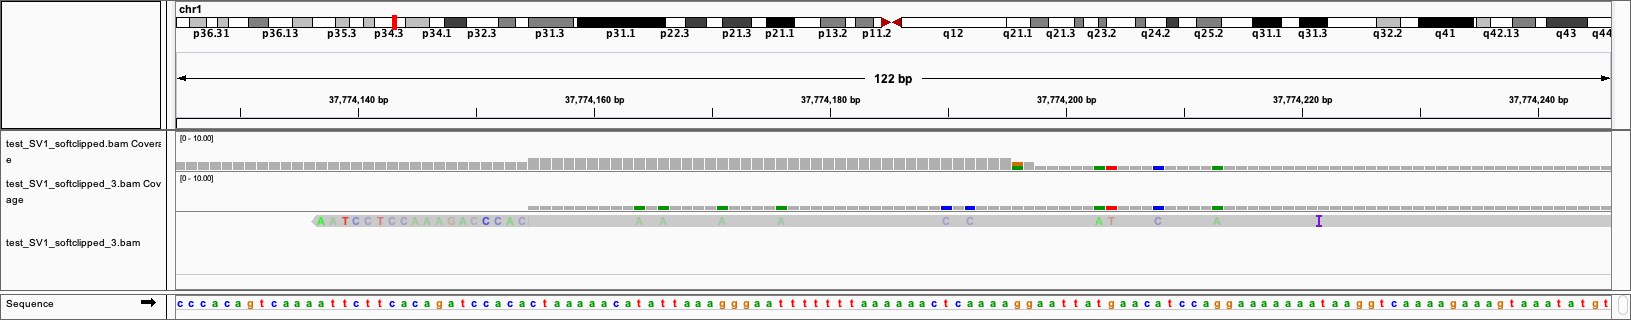 chr1
p36.31 p36.13 p35.3 p34.3 p34.1 p32.3 p31.3 p31.1 p22.3 p21.3 p21.1 p13.2 p11.2 q12 q21.1 q21.3 q23.2 q24.2 q25.2 q31.1 q31.3 q32.2 q41 q42.13 q43 q44
122 bp
37,774,140 bp 37,774,160 bp 37,774,180 bp 37,774,200 bp 37,774,220 bp 37,774,240 bp
test_SV1_softclipped.bam Covera
e
[0 - 10.00]
test_SV1_softclipped_3.bam Cov
age
[0 - 10.00]
A A T C C T C C A A A G A C C C A C A A A A C C A T C A
test_SV1_softclipped_3.bam
Sequence
c c c a c a g t c a a a a t t c t t c a c a g a t c c a c a c t a a a a a c a t a t t a a a g g g a a t t t t t t t a a a a a a c t c a a a a g g a a t t a t g a a c a t c c a g g a a a a a a a t a a g g t c a a a a g a a a g t a a a t a t g t